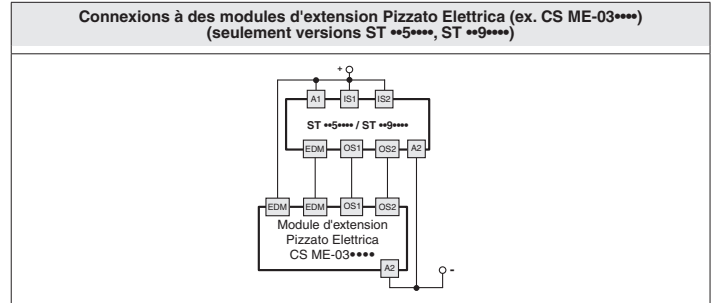 Connexions à des modules d'extension Pizzato Elettrica (ex. CS ME-03••••)
(seulement versions ST ••5••••, ST ••9••••)
+
A1 IS1 IS2
ST ••5•••• / ST ••9••••
EDM OS1 OS2 A2
EDM EDM OS1 OS2
Module d'extension
Pizzato Elettrica
CS ME-03••••
A2
-